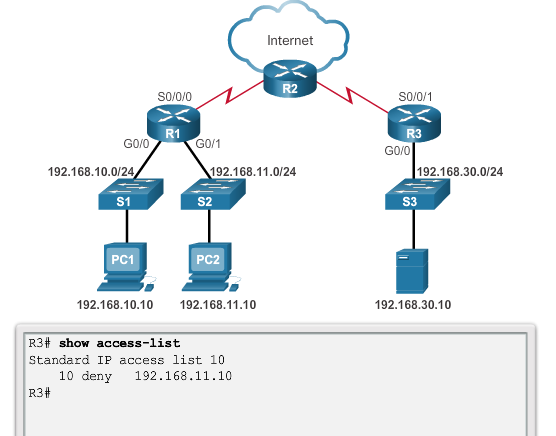 Internet
R2
S0/0/0
S0/0/1
R1
R3
G0/0
G0/1
G0/0
192.168.10.0/24
192.168.11.0/24
192.168.30.0/24
S1
S2
S3
PC1
PC2
192.168.10.10
192.168.11.10
192.168.30.10
R3# show access-list
Standard IP access list 10
10 deny 192.168.11.10
R3#